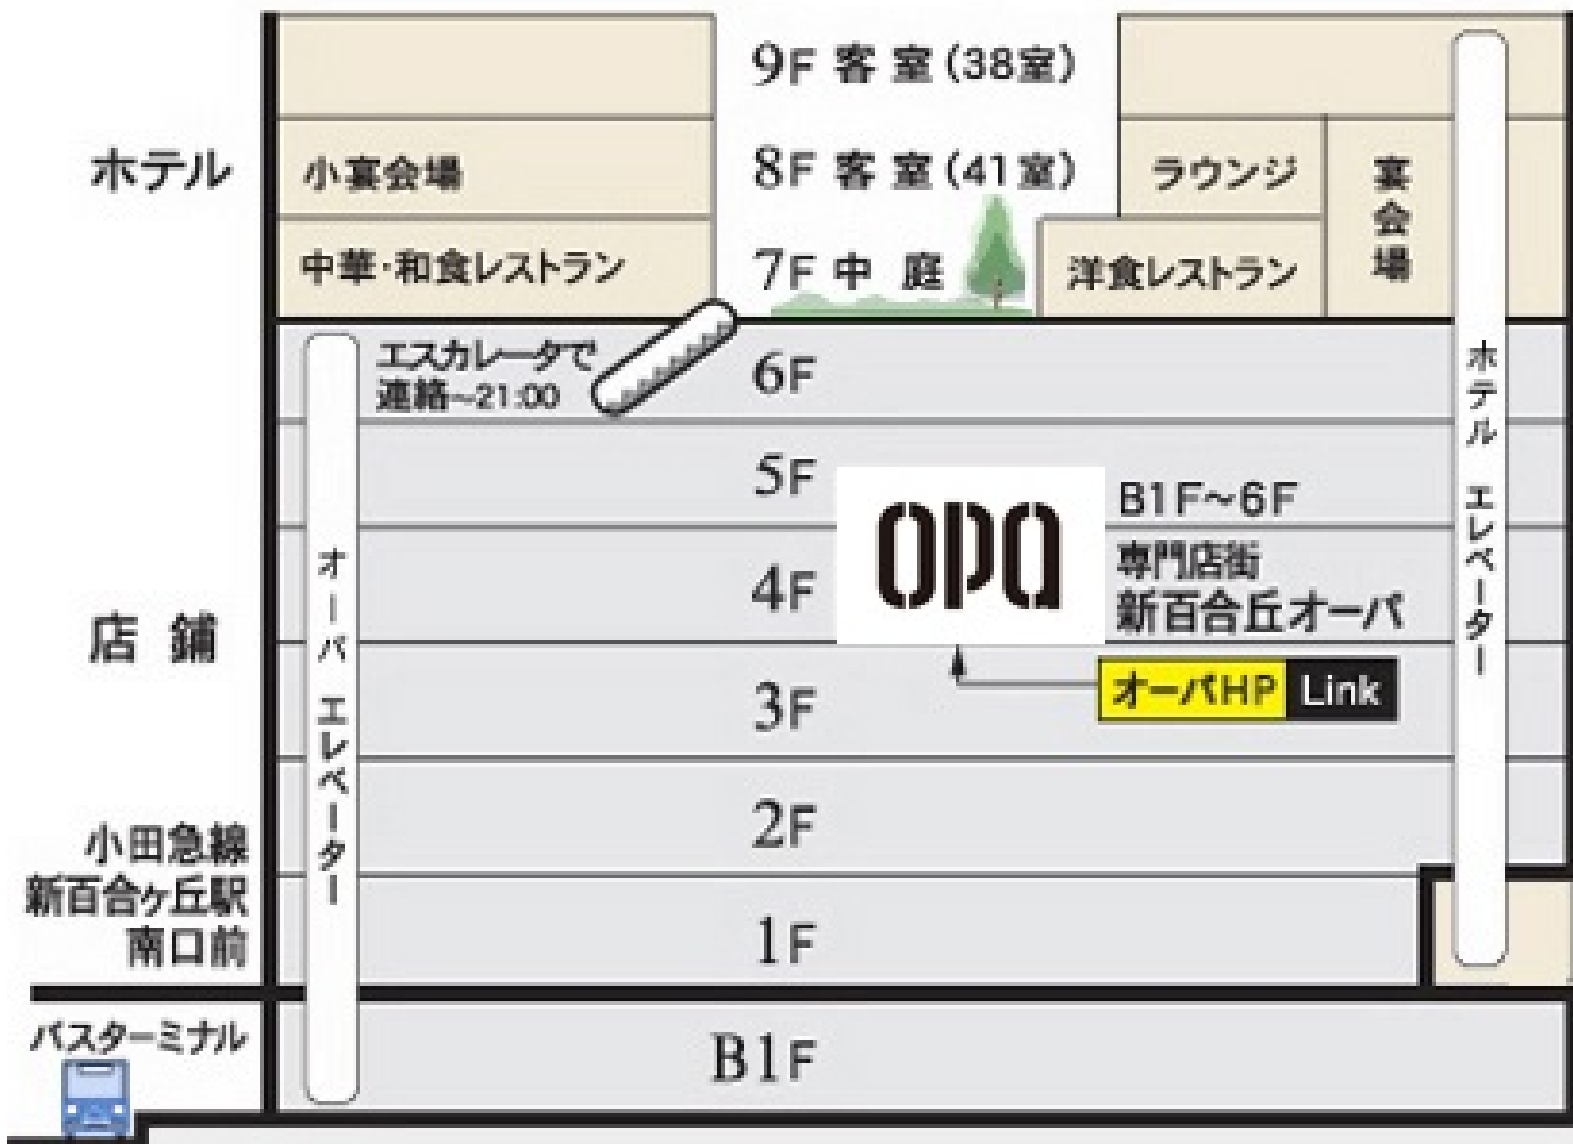 9F 客 室 (38室)
ホテル
小宴会場
8F 客 室 (41室)
ラウンジ
宴会場
中華・和食レストラン
7F 中 庭
洋食レストラン
エスカレータで
連絡~21:00
6F
ホテル エレベーター
5F
OPA
B1F~6F
オーパ エレベーター
4F
専門店街
新百合丘オーパ
店 鋪
3F
オーパHP Link
2F
小田急線
新百合ヶ丘駅
南口前
1F
バスターミナル
B1F